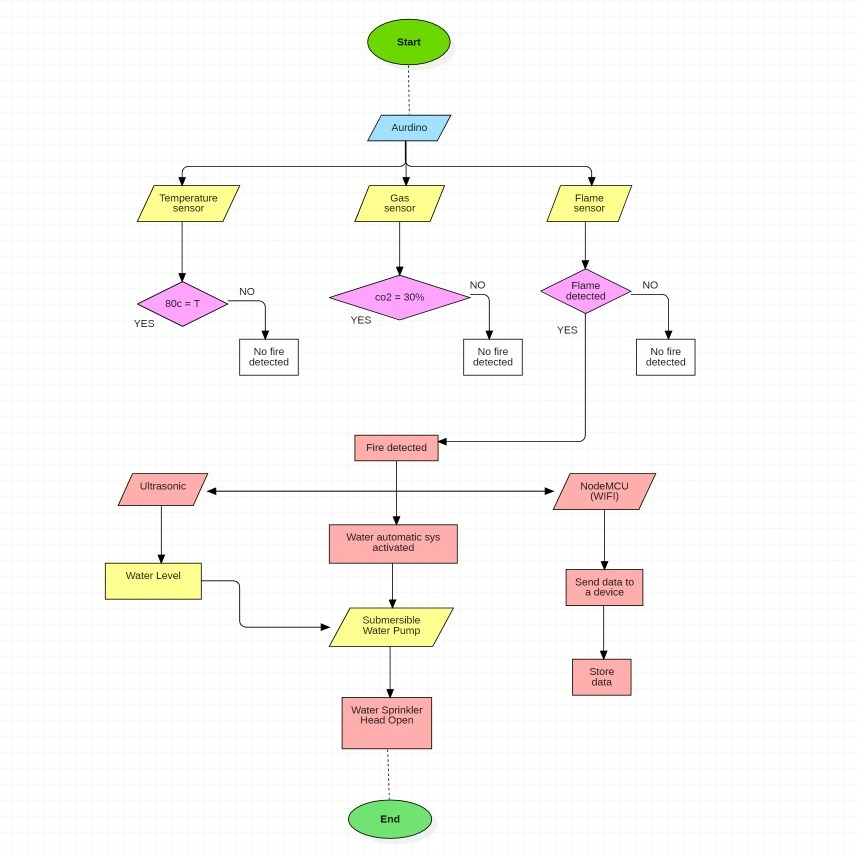 Start
Aurdino
Temperature
sensor
Gas
sensor
Flame
sensor
80c = T
NO
YES
No fire
detected
co2 = 30%
NO
YES
No fire
detected
Flame
detected
NO
YES
No fire
detected
Fire detected
Ultrasonic
NodeMCU
(WIFI)
Water automatic sys
activated
Water Level
Send data to
a device
Submersible
Water Pump
Store
data
Water Sprinkler
Head Open
End